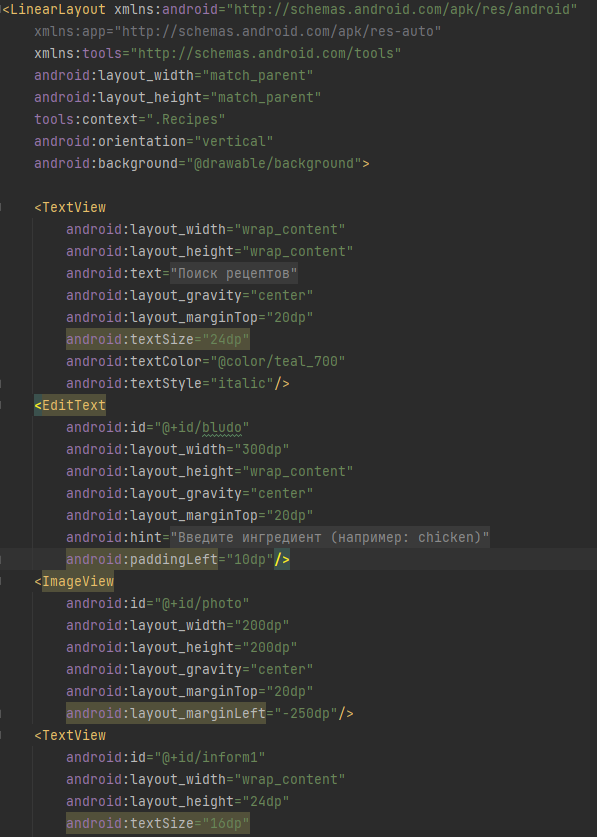 <LinearLayout xmlns:android="http://schemas.android.com/apk/res/android"
    xmlns:app="http://schemas.android.com/apk/res-auto"
    xmlns:tools="http://schemas.android.com/tools"
    android:layout_width="match_parent"
    android:layout_height="match_parent"
    tools:context=".Recipes"
    android:orientation="vertical"
    android:background="@drawable/background">

    <TextView
        android:layout_width="wrap_content"
        android:layout_height="wrap_content"
        android:text="Поиск рецептов"
        android:layout_gravity="center"
        android:layout_marginTop="20dp"
        android:textSize="24dp"
        android:textColor="@color/teal_700"
        android:textStyle="italic"/>
    <EditText
        android:id="@+id/bludo"
        android:layout_width="300dp"
        android:layout_height="wrap_content"
        android:layout_gravity="center"
        android:layout_marginTop="20dp"
        android:hint="Введите ингредиент (например: chicken)"
        android:paddingLeft="10dp"/>
    <ImageView
        android:id="@+id/photo"
        android:layout_width="200dp"
        android:layout_height="200dp"
        android:layout_gravity="center"
        android:layout_marginTop="20dp"
        android:layout_marginLeft="-250dp"/>
    <TextView
        android:id="@+id/inform1"
        android:layout_width="wrap_content"
        android:layout_height="24dp"
        android:textSize="16dp"